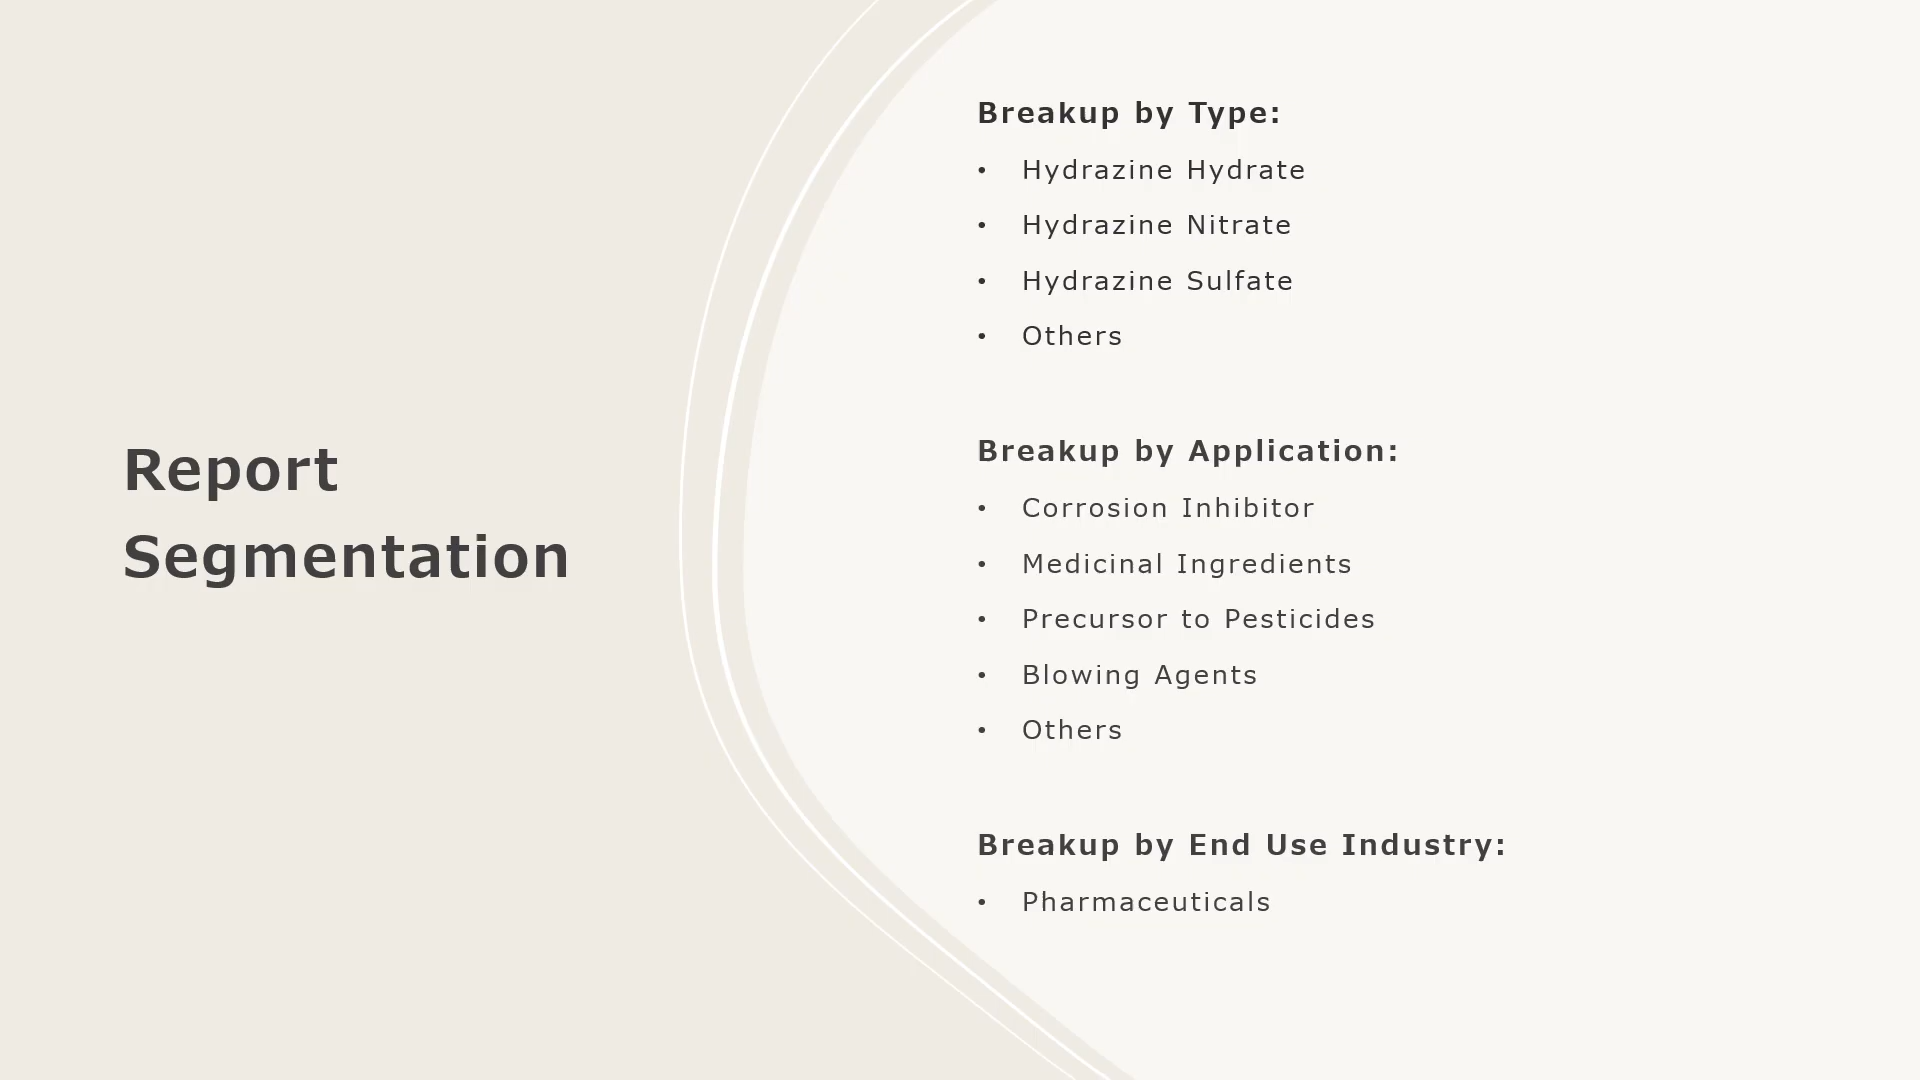 Report
Segmentation
Breakup by Type:
• Hydrazine Hydrate
• Hydrazine Nitrate
• Hydrazine Sulfate
• Others
Breakup by Application:
• Corrosion Inhibitor
• Medicinal Ingredients
• Precursor to Pesticides
• Blowing Agents
• Others
Breakup by End Use Industry:
• Pharmaceuticals